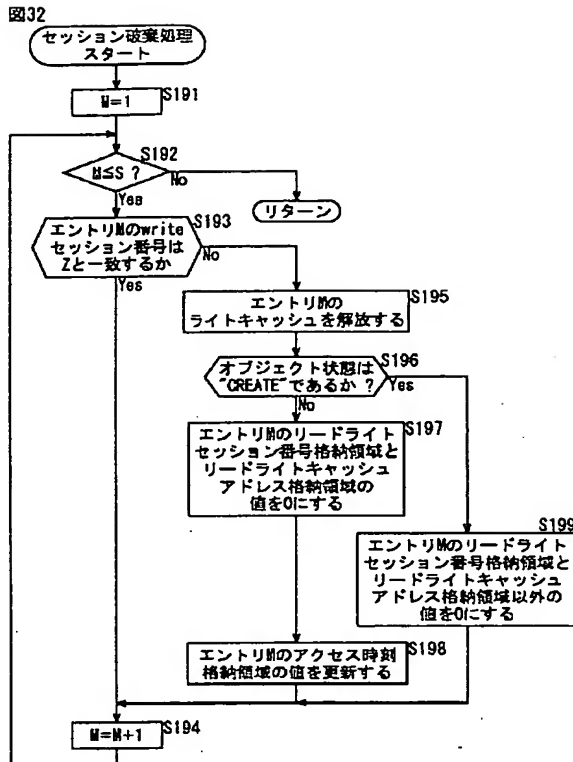 図32
セッション破棄処理
スタート
M=1
S191
S192
M≦S ?
No
Yes
リターン
S193
エントリMのwrite
セッション番号は
Zと一致するか
No
Yes
S195
エントリMの
ライトキャッシュを解放する
S196
オブジェクト状態は
"CREATE"であるか ?
Yes
No
S197
エントリMのリードライト
セッション番号格納領域と
リードライトキャッシュ
アドレス格納領域の
値を0にする
S199
エントリMのリードライト
セッション番号格納領域と
リードライトキャッシュ
アドレス格納領域以外の
値を0にする
S198
エントリMのアクセス時刻
格納領域の値を更新する
S194
M=M+1